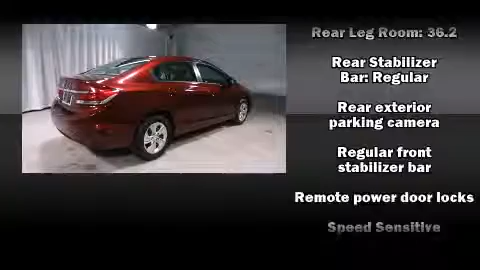 Rear Leg Room: 36.2
Rear Stabilizer
Bar: Regular
Rear exterior
parking camera
Regular front
stabilizer bar
Remote power door locks
Speed Sensitive